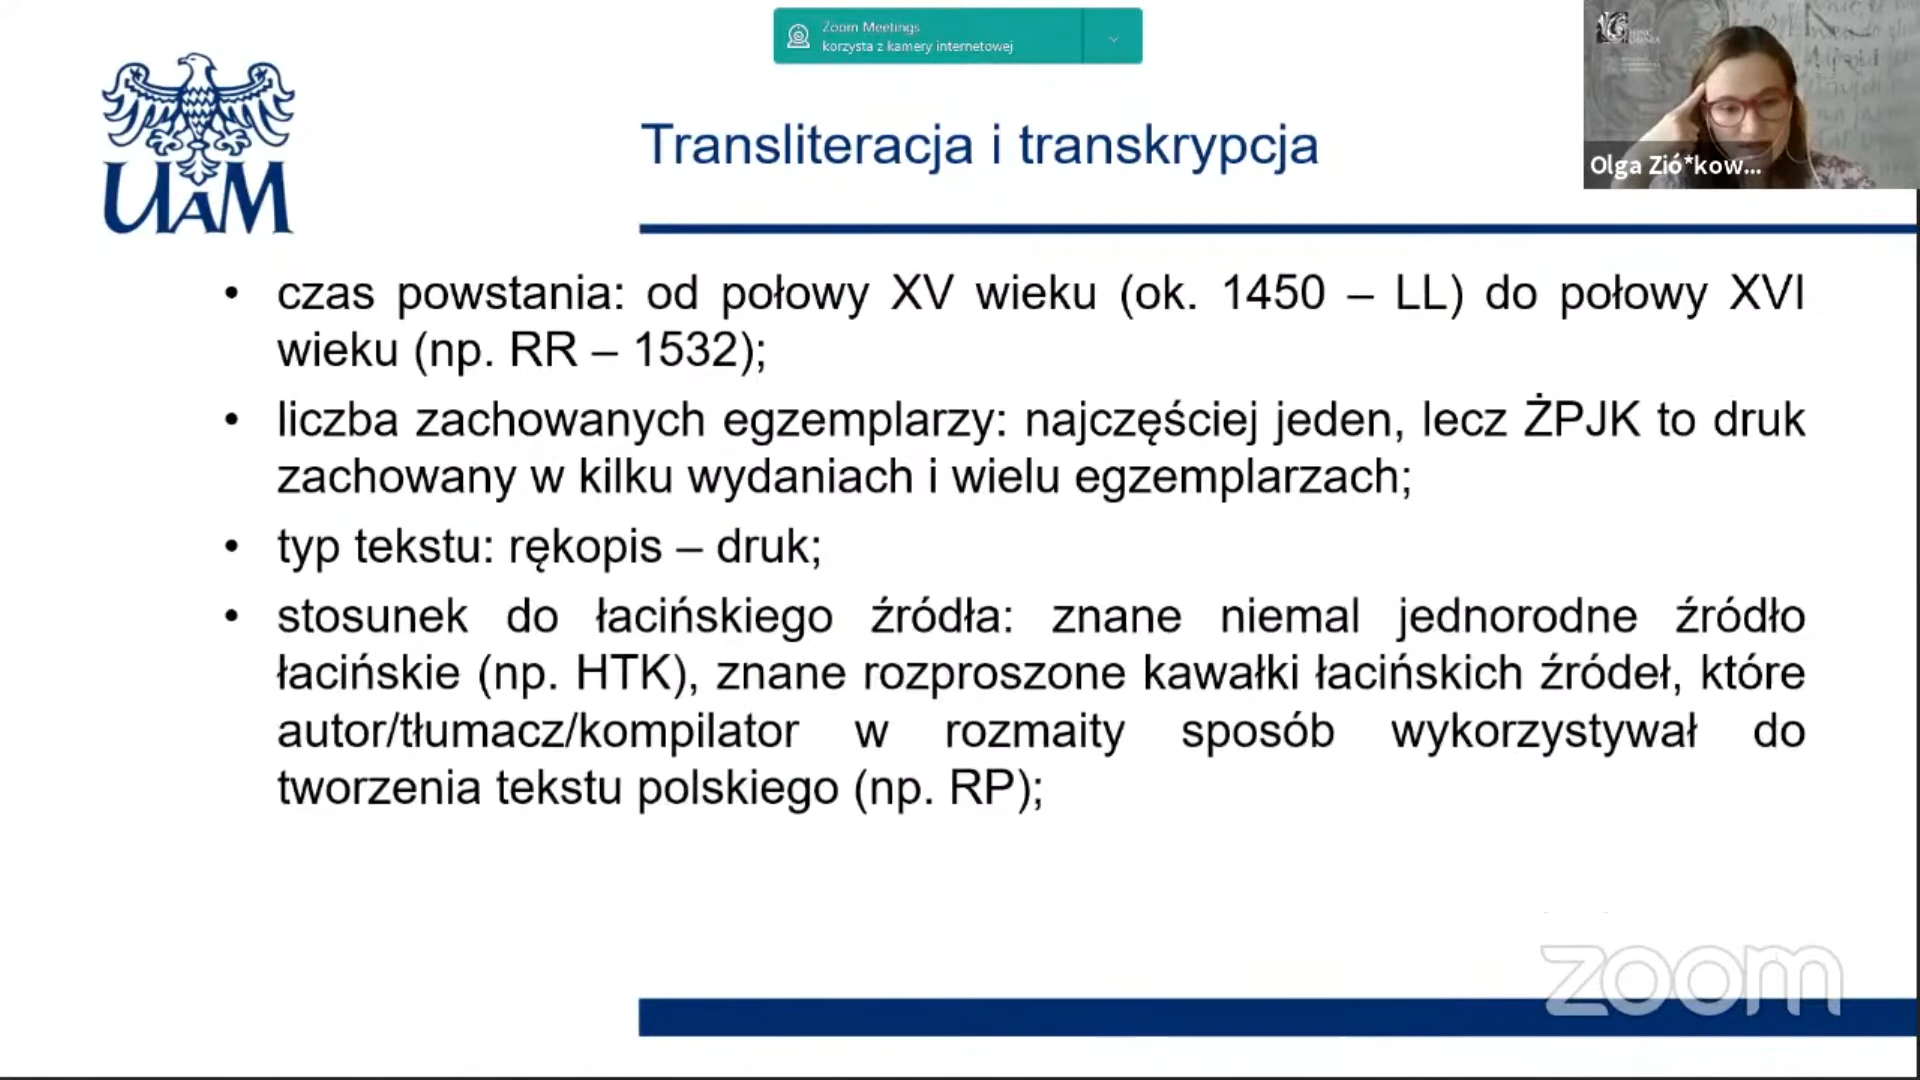 Zoom Meetings
korzysta z kamery internetowej
Olga Zió*kow...
UAM
Transliteracja i transkrypcja
• czas powstania: od połowy XV wieku (ok. 1450 – LL) do połowy XVI
wieku (np. RR – 1532);
• liczba zachowanych egzemplarzy: najczęściej jeden, lecz ŻPJK to druk
zachowany w kilku wydaniach i wielu egzemplarzach;
• typ tekstu: rękopis – druk;
• stosunek do łacińskiego źródła: znane niemal jednorodne źródło
łacińskie (np. HTK), znane rozproszone kawałki łacińskich źródeł, które
autor/tłumacz/kompilator w rozmaity sposób wykorzystywał do
tworzenia tekstu polskiego (np. RP);
zoom